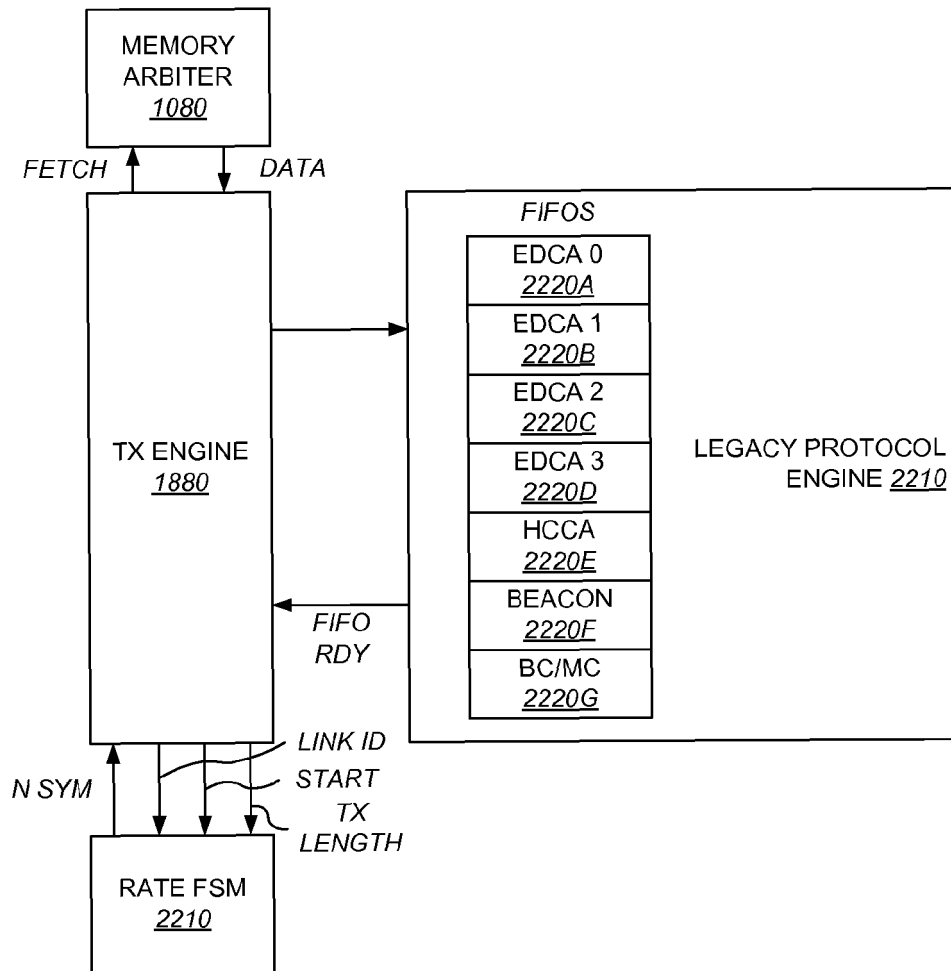 MEMORY
ARBITER
1080
FETCH
DATA
FIFOS
EDCA 0
2220A
EDCA 1
2220B
EDCA 2
2220C
EDCA 3
2220D
HCCA
2220E
BEACON
2220F
BC/MC
2220G
TX ENGINE
1880
LEGACY PROTOCOL
ENGINE 2210
FIFO
RDY
N SYM
LINK ID
START
TX
LENGTH
RATE FSM
2210